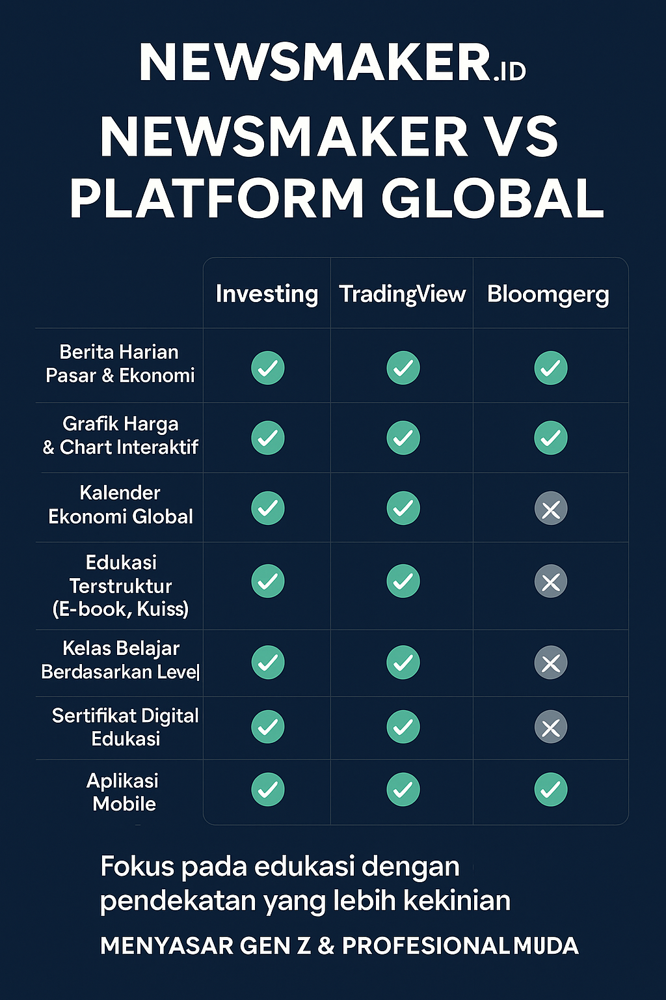 NEWSMAKER.ID
NEWSMAKER VS
PLATFORM GLOBAL
Investing TradingView Bloomgerg
Berita Harian
Pasar & Ekonomi
Grafik Harga
& Chart Interaktif
Kalender
Ekonomi Global
Edukasi
Terstruktur
(E-book, Kuiss)
Kelas Belajar
Berdasarkan Level
Sertifikat Digital
Edukasi
Aplikasi
Mobile
Fokus pada edukasi dengan
pendekatan yang lebih kekinian
MENYASAR GEN Z & PROFESIONAL MUDA